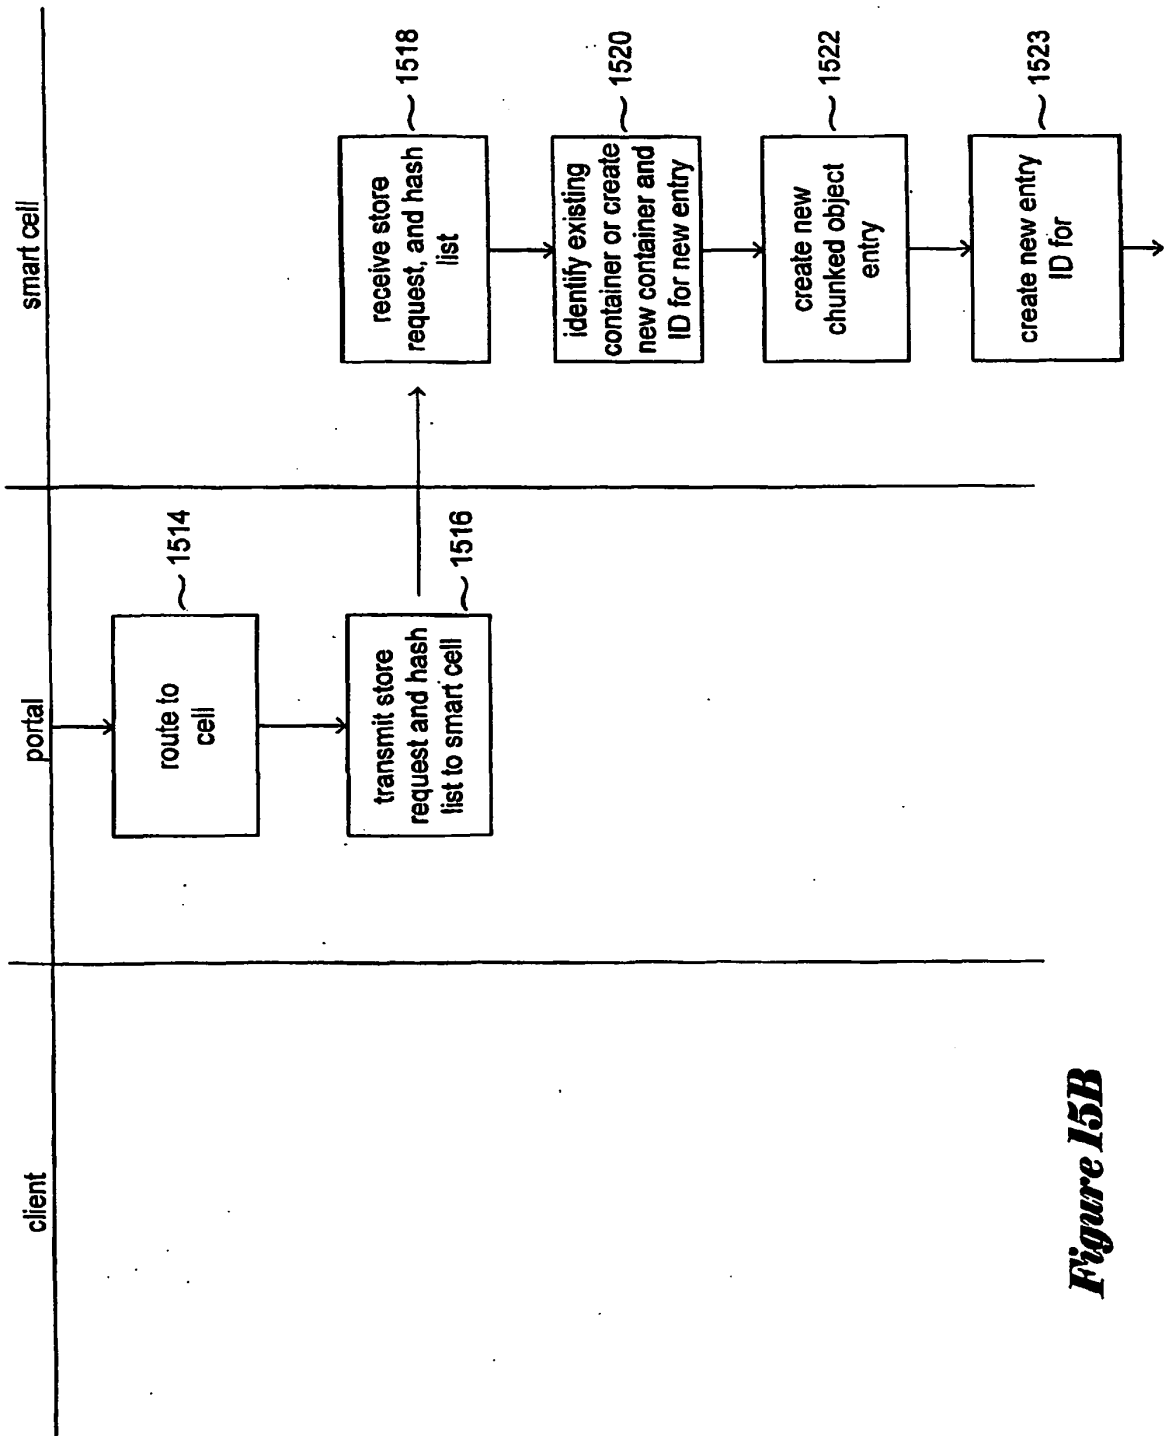 client
portal
smart cell
route to
cell
1514
transmit store
request and hash
list to smart cell
1516
receive store
request, and hash
list
1518
identify existing
container or create
new container and
ID for new entry
1520
create new
chunked object
entry
1522
create new entry
ID for
1523
Figure 15B